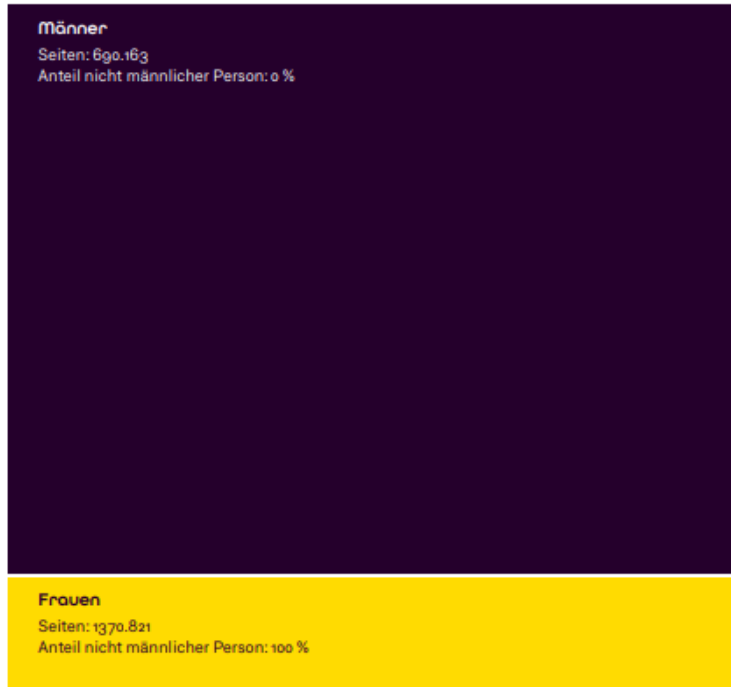 Männer
Seiten: 690.163
Anteil nicht männlicher Person: 0 %
Frauen
Seiten: 1370.821
Anteil nicht männlicher Person: 100 %